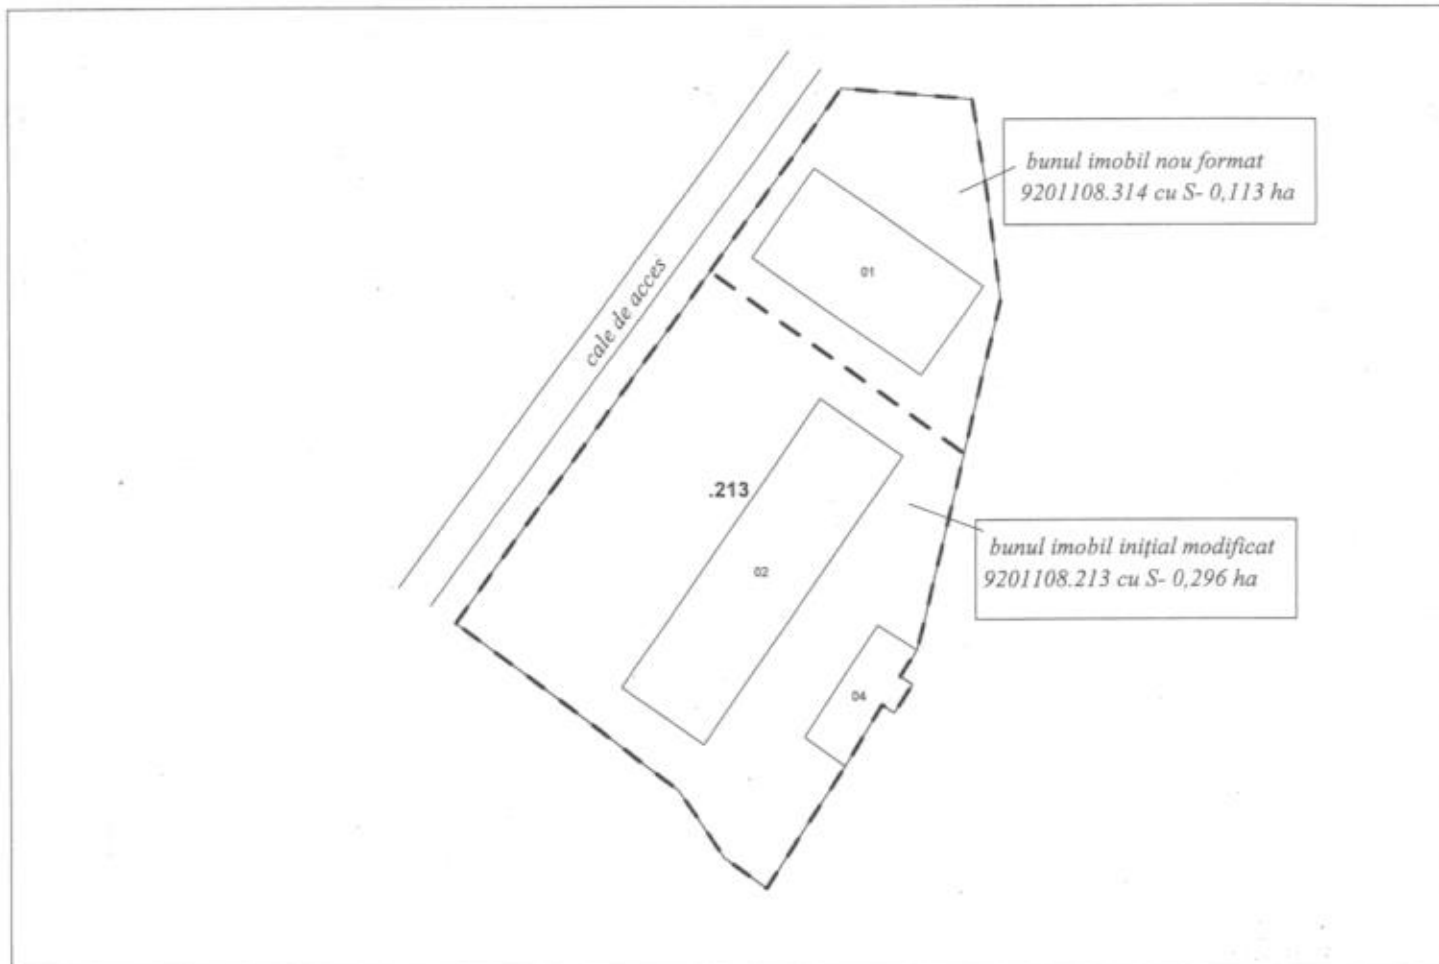 bunul imobil nou format
9201108.314 cu S- 0,113 ha
01
cale de acces
.213
bunul imobil inițial modificat
9201108.213 cu S- 0,296 ha
02
04